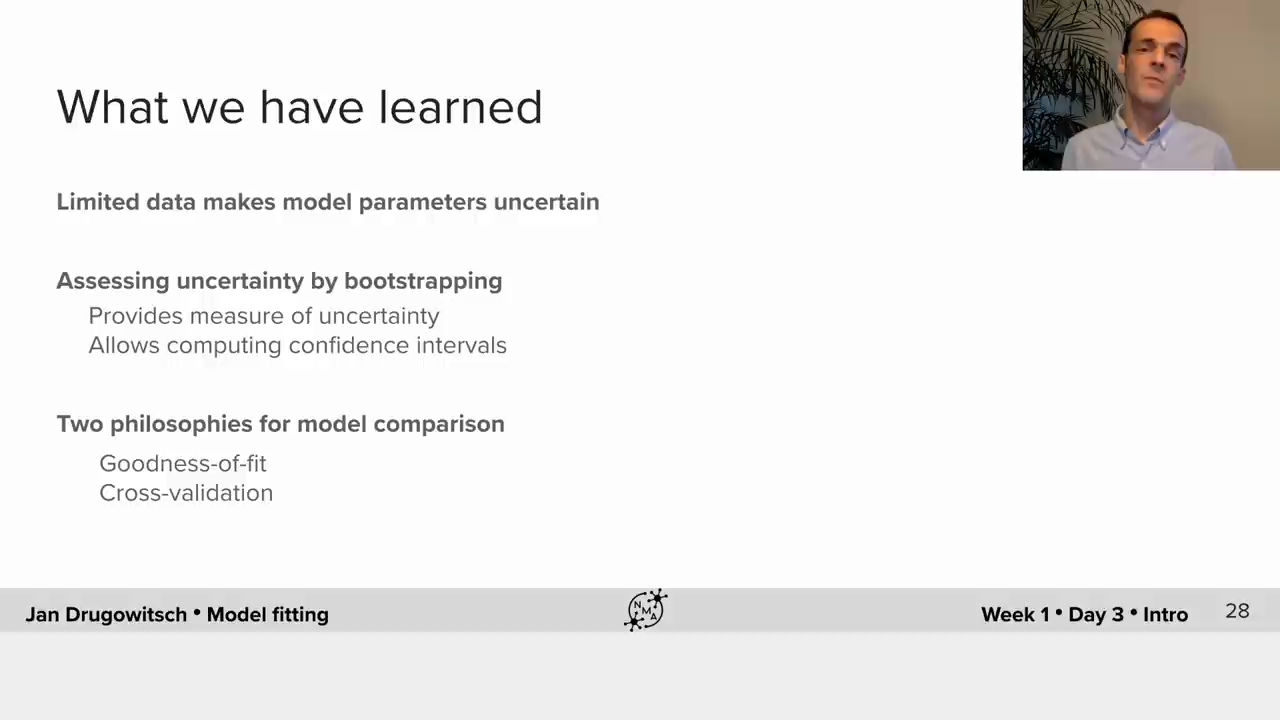 What we have learned
Limited data makes model parameters uncertain
Assessing uncertainty by bootstrapping
Provides measure of uncertainty
Allows computing confidence intervals
Two philosophies for model comparison
Goodness-of-fit
Cross-validation
Jan Drugowitsch • Model fitting
N
M
A
Week 1 • Day 3 • Intro
28